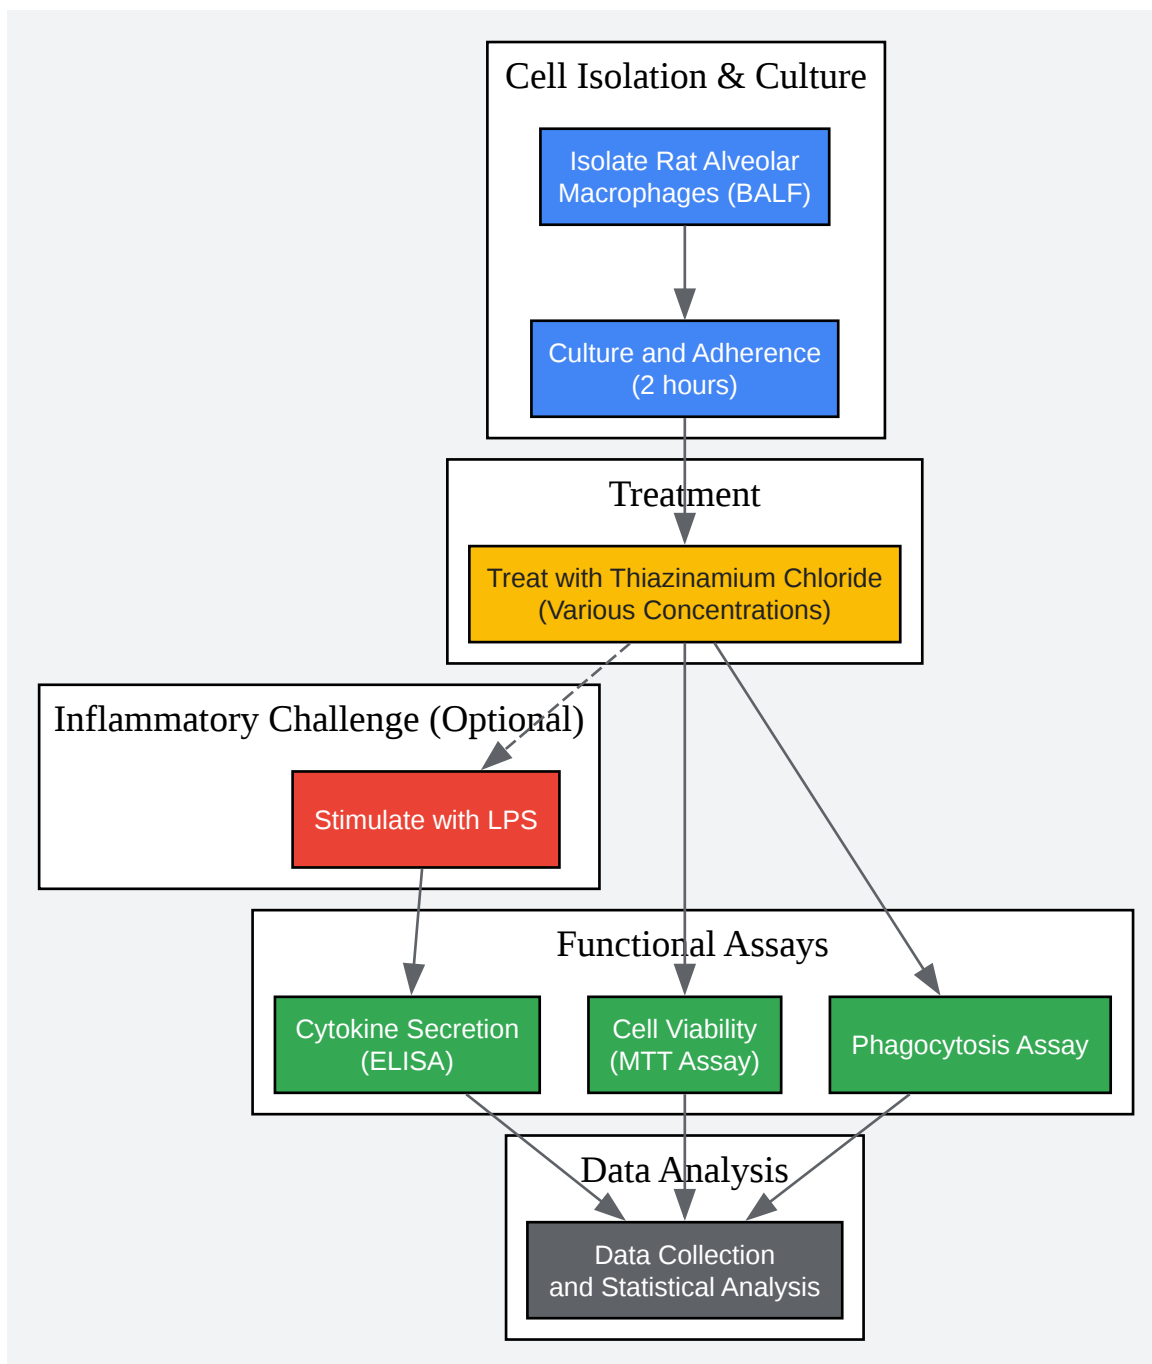 Cell Isolation & Culture
Isolate Rat Alveolar
Macrophages (BALF)
Culture and Adherence
(2 hours)
Treatment
Treat with Thiazinamium Chloride
(Various Concentrations)
Inflammatory Challenge (Optional)
Stimulate with LPS
Functional Assays
Cytokine Secretion
(ELISA)
Cell Viability
(MTT Assay)
Phagocytosis Assay
Data Analysis
Data Collection
and Statistical Analysis